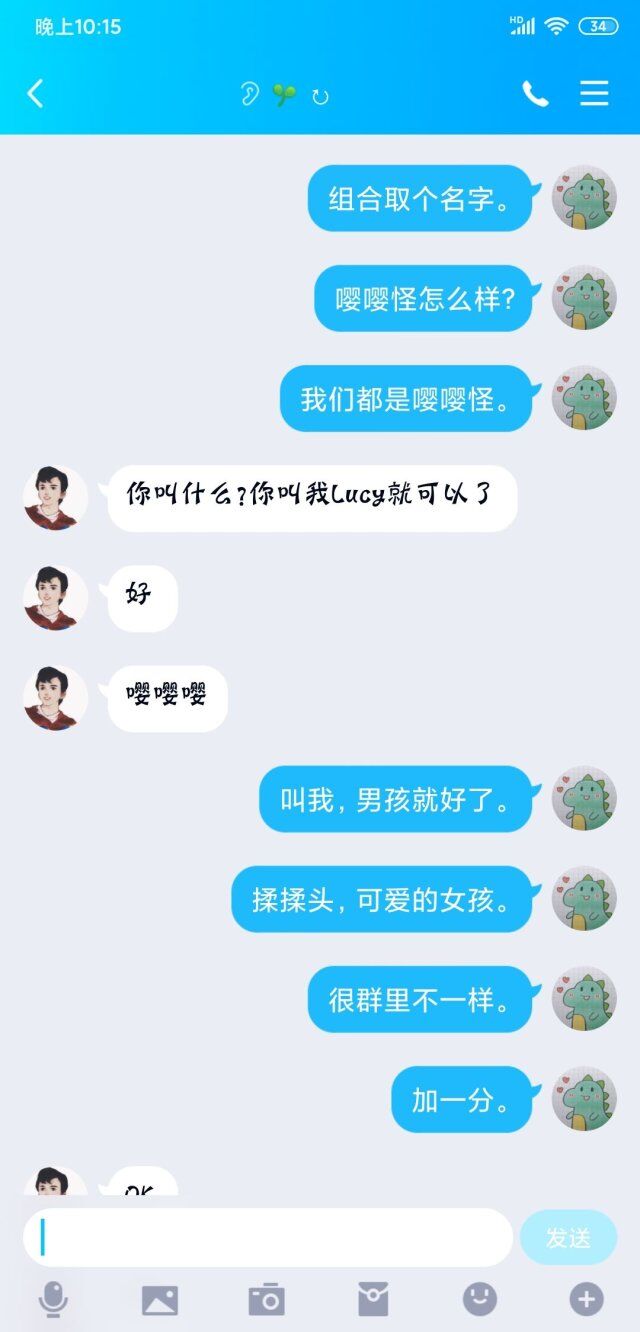 晚上10:15
HD
34
组合取个名字。
嘤嘤怪怎么样?
我们都是嘤嘤怪。
你叫什么?你叫我Lucy就可以了
好
嘤嘤嘤
叫我，男孩就好了。
揉揉头，可爱的女孩。
很群里不一样。
加一分。
OK
发送